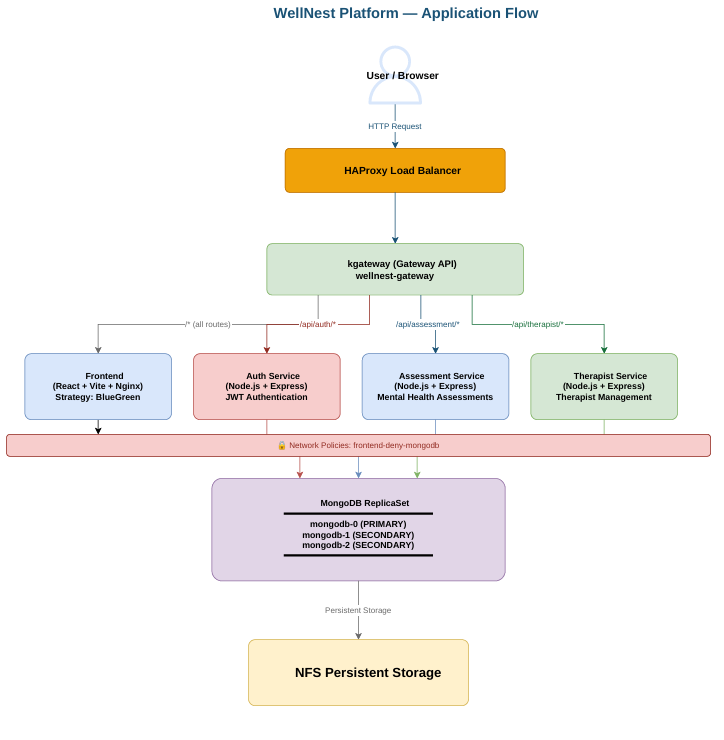 WellNest Platform — Application Flow
User / Browser
HTTP Request
HAProxy Load Balancer
kgateway (Gateway API)
wellnest-gateway
/* (all routes)
/api/auth/*
/api/assessment/*
/api/therapist/*
Frontend
(React + Vite + Nginx)
Strategy: BlueGreen
Auth Service
(Node.js + Express)
JWT Authentication
Assessment Service
(Node.js + Express)
Mental Health Assessments
Therapist Service
(Node.js + Express)
Therapist Management
🔒 Network Policies: frontend-deny-mongodb
MongoDB ReplicaSet
mongodb-0 (PRIMARY)
mongodb-1 (SECONDARY)
mongodb-2 (SECONDARY)
Persistent Storage
NFS Persistent Storage